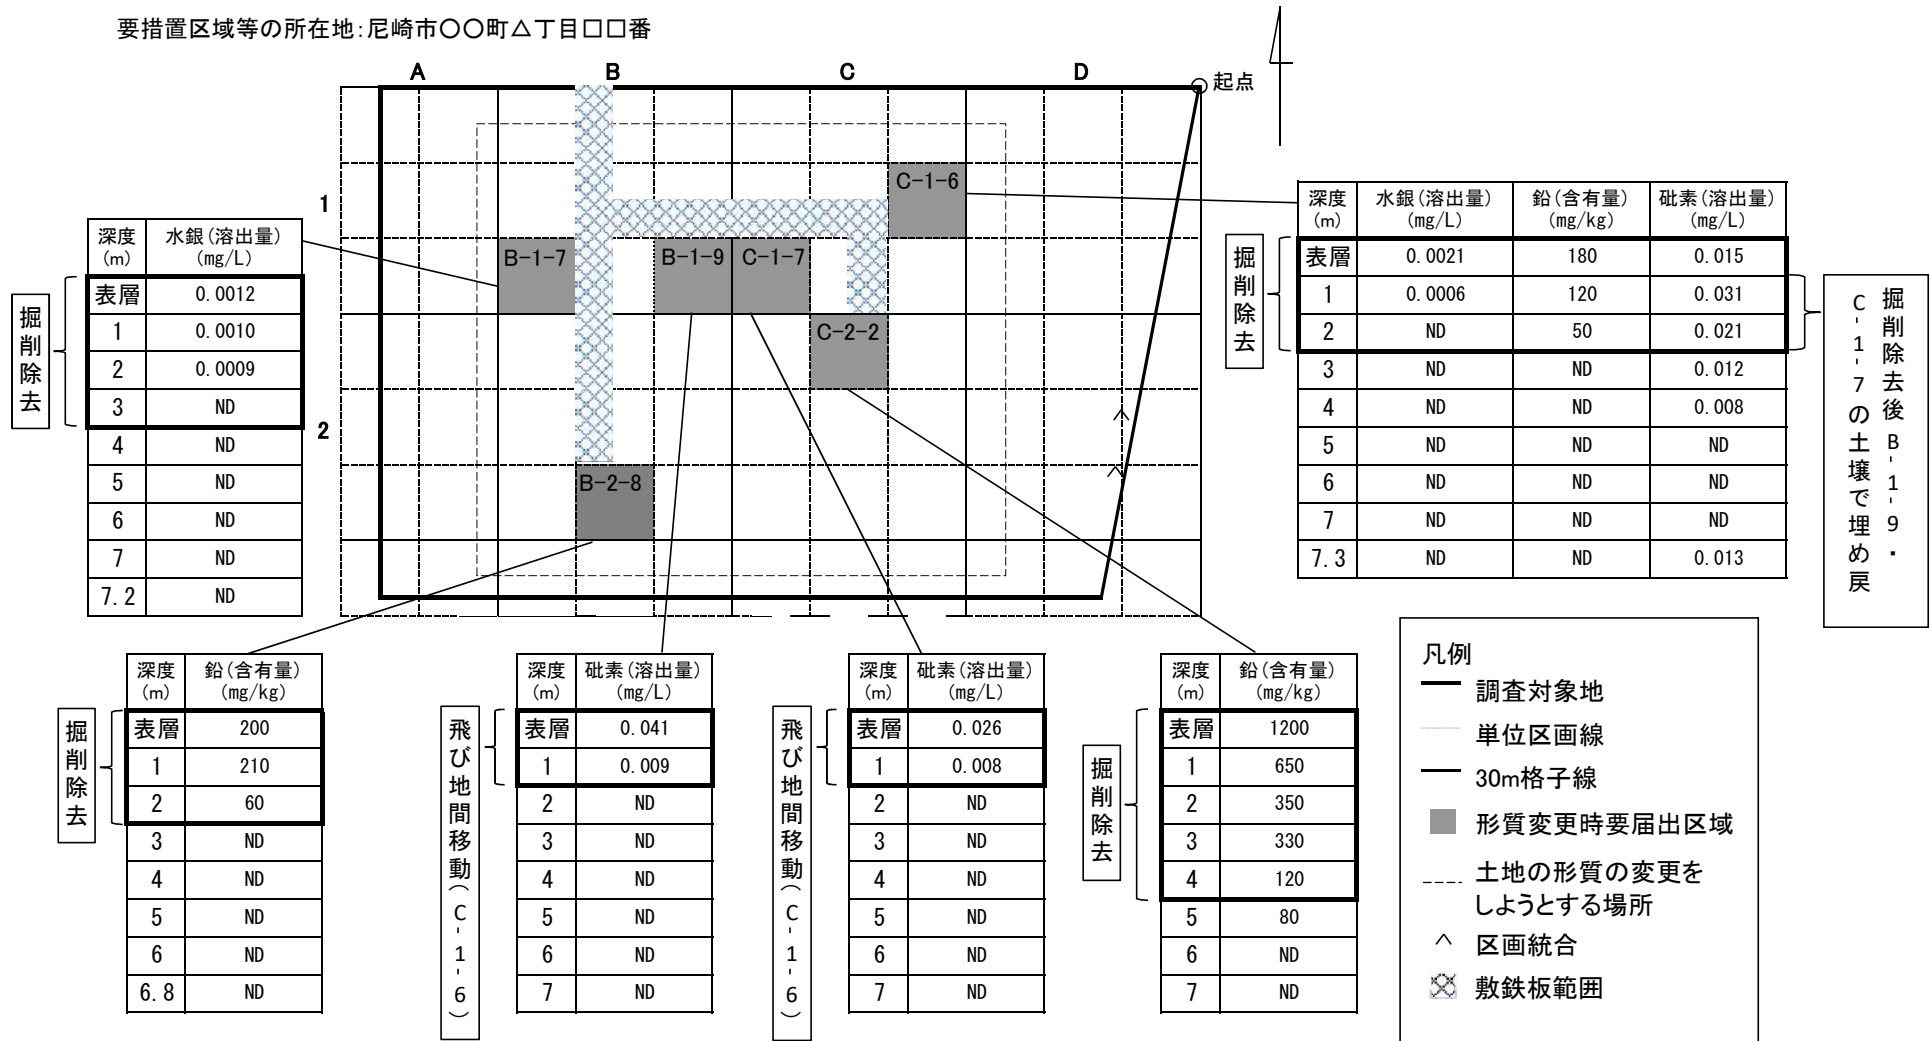 要措置区域等の所在地:尼崎市〇〇町△丁目□□番
A B C D
起点
1
2
B-1-7
B-1-9
C-1-7
C-1-6
C-2-2
B-2-8
深度(m) 水銀(溶出量)(mg/L)
表層 0.0012
1 0.0010
2 0.0009
3 ND
4 ND
5 ND
6 ND
7 ND
7.2 ND
掘削除去
深度(m) 水銀(溶出量)(mg/L) 鉛(含有量)(mg/kg) 砒素(溶出量)(mg/L)
表層 0.0021 180 0.015
1 0.0006 120 0.031
2 ND 50 0.021
3 ND ND 0.012
4 ND ND 0.008
5 ND ND ND
6 ND ND ND
7 ND ND ND
7.3 ND ND 0.013
掘削除去
掘削除去後B-1-9・
C-1-7の土壌で埋め戻
深度(m) 鉛(含有量)(mg/kg)
表層 200
1 210
2 60
3 ND
4 ND
5 ND
6 ND
6.8 ND
掘削除去
深度(m) 砒素(溶出量)(mg/L)
表層 0.041
1 0.009
2 ND
3 ND
4 ND
5 ND
6 ND
7 ND
飛び地間移動(C-1-6)
深度(m) 砒素(溶出量)(mg/L)
表層 0.026
1 0.008
2 ND
3 ND
4 ND
5 ND
6 ND
7 ND
飛び地間移動(C-1-6)
深度(m) 鉛(含有量)(mg/kg)
表層 1200
1 650
2 350
3 330
4 120
5 80
6 ND
7 ND
掘削除去
凡例
調査対象地
単位区画線
30m格子線
形質変更時要届出区域
土地の形質の変更を
しようとする場所
区画統合
敷鉄板範囲